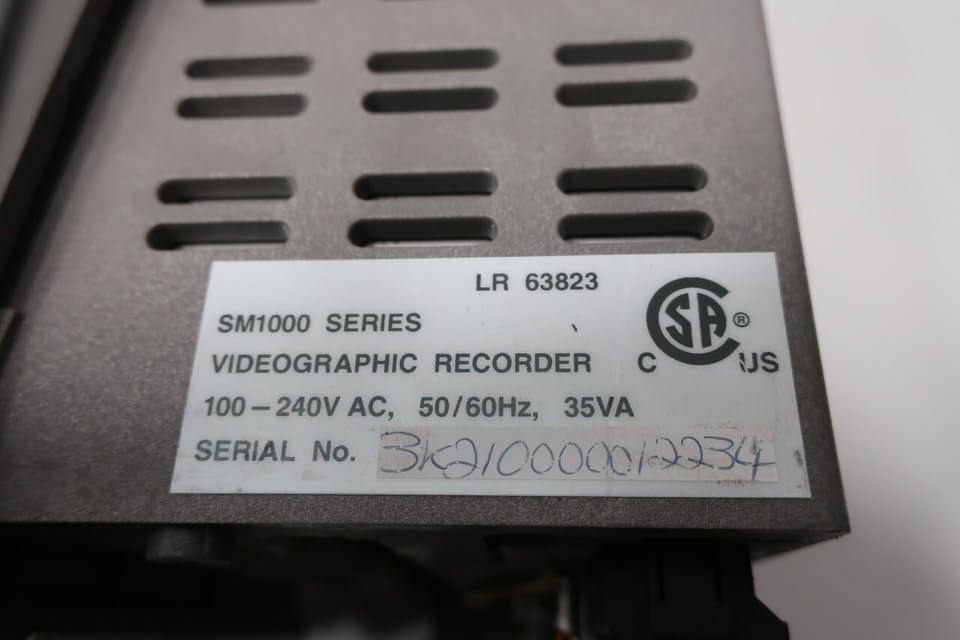 LR 63823
SM1000 SERIES
VIDEOGRAPHIC RECORDER
100-240V AC, 50/60Hz, 35VA
SERIAL No. 3K210000012234
SA ®
C US